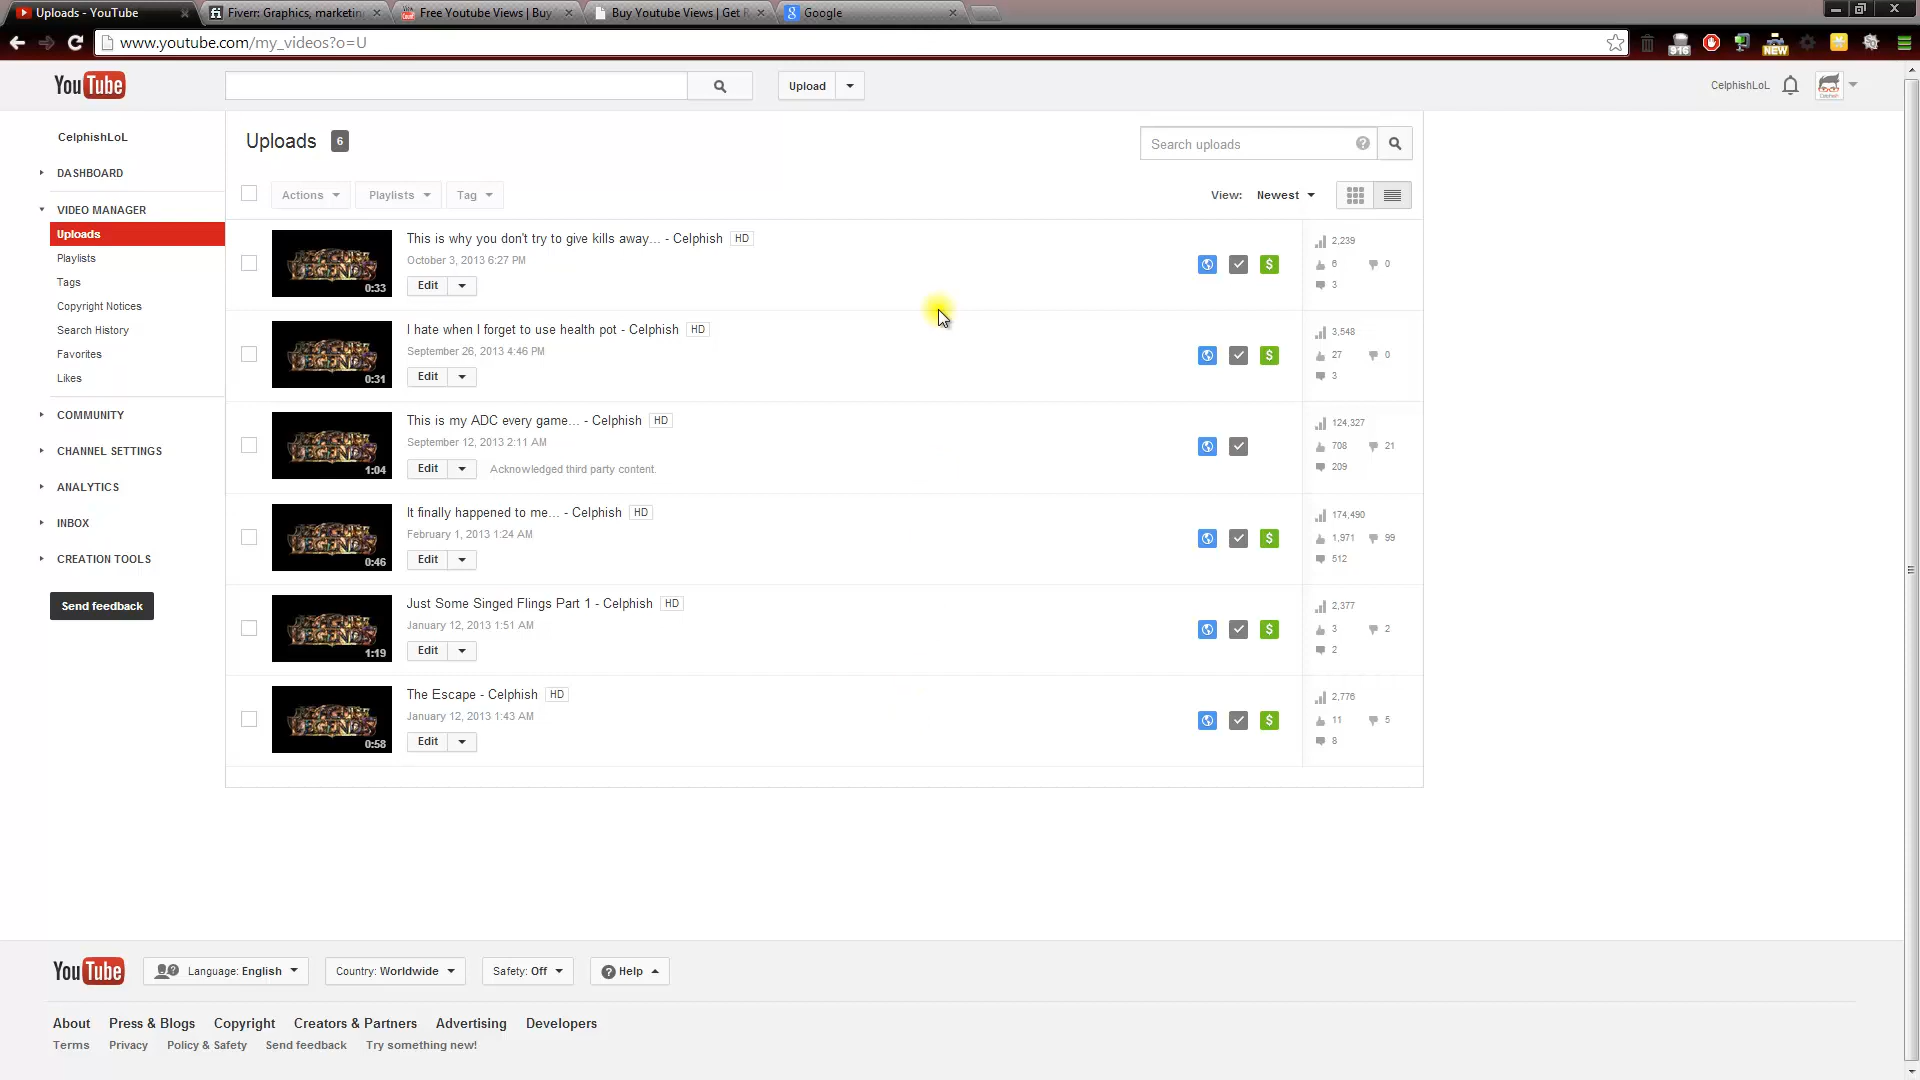 Uploads - YouTube
Fiverr: Graphics, marketin
Free Youtube Views | Buy
Buy Youtube Views | Get R
Google
www.youtube.com/my_videos?o=U
916
NEW
YouTube
Upload
CelphishLoL
CelphishLoL
DASHBOARD
VIDEO MANAGER
Uploads
Playlists
Tags
Copyright Notices
Search History
Favorites
Likes
COMMUNITY
CHANNEL SETTINGS
ANALYTICS
INBOX
CREATION TOOLS
Send feedback
Uploads 6
Search uploads
Actions
Playlists
Tag
View: Newest
This is why you don't try to give kills away... - Celphish HD
October 3, 2013 6:27 PM
Edit
0:33
2,239
6 0
3
I hate when I forget to use health pot - Celphish HD
September 26, 2013 4:46 PM
Edit
0:31
3,548
27 0
3
This is my ADC every game... - Celphish HD
September 12, 2013 2:11 AM
Edit
Acknowledged third party content.
1:04
124,327
708 21
209
It finally happened to me... - Celphish HD
February 1, 2013 1:24 AM
Edit
0:46
174,490
1,971 99
512
Just Some Singed Flings Part 1 - Celphish HD
January 12, 2013 1:51 AM
Edit
1:19
2,377
3 2
2
The Escape - Celphish HD
January 12, 2013 1:43 AM
Edit
0:58
2,776
11 5
8
YouTube
Language: English
Country: Worldwide
Safety: Off
Help
About Press & Blogs Copyright Creators & Partners Advertising Developers
Terms Privacy Policy & Safety Send feedback Try something new!